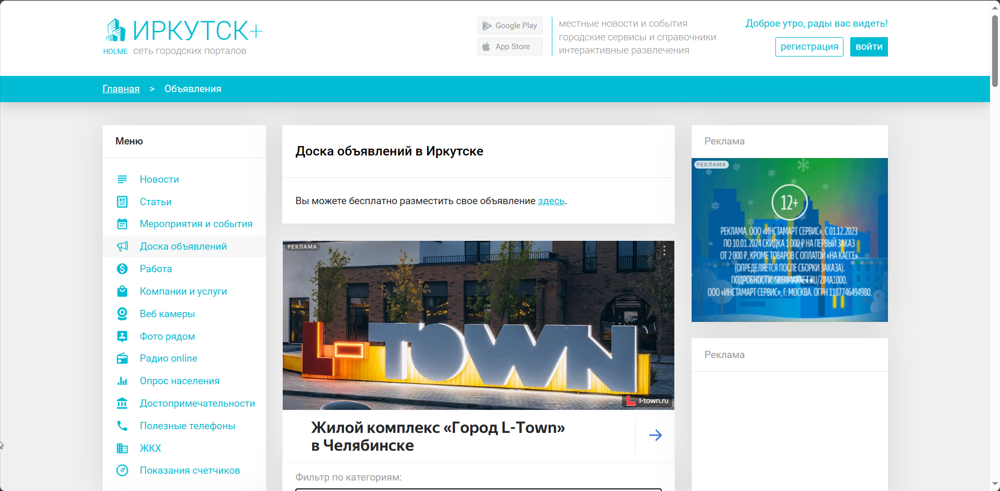 ИРКУТСК+
HOLME сеть городских порталов
Google Play
App Store
местные новости и события
городские сервисы и справочники
интерактивные развлечения
Доброе утро, рады вас видеть!
регистрация
войти
Главная > Объявления
Меню
Новости
Статьи
Мероприятия и события
Доска объявлений
Работа
Компании и услуги
Веб камеры
Фото рядом
Радио online
Опрос населения
Достопримечательности
Полезные телефоны
ЖКХ
Показания счетчиков
Доска объявлений в Иркутске
Вы можете бесплатно разместить свое объявление здесь.
РЕКЛАМА
L-TOWN
l-town.ru
Жилой комплекс «Город L-Town»
в Челябинске
Фильтр по категориям:
Реклама
РЕКЛАМА
12+
РЕКЛАМА. ООО «ИНСТАМАРТ СЕРВИС». С 01.12.2023
ПО 10.01.2024 СКИДКА 1 000 ₽ НА ПЕРВЫЙ ЗАКАЗ
ОТ 2 000 ₽, КРОМЕ ТОВАРОВ С ОПЛАТОЙ «НА КАССЕ»
(ОПРЕДЕЛЯЕТСЯ ПОСЛЕ СБОРКИ ЗАКАЗА).
ПОДРОБНОСТИ: SBERMARKET.RU/ZIMA1000.
ООО «ИНСТАМАРТ СЕРВИС», Г. МОСКВА. ОГРН 1187746494980.
Реклама